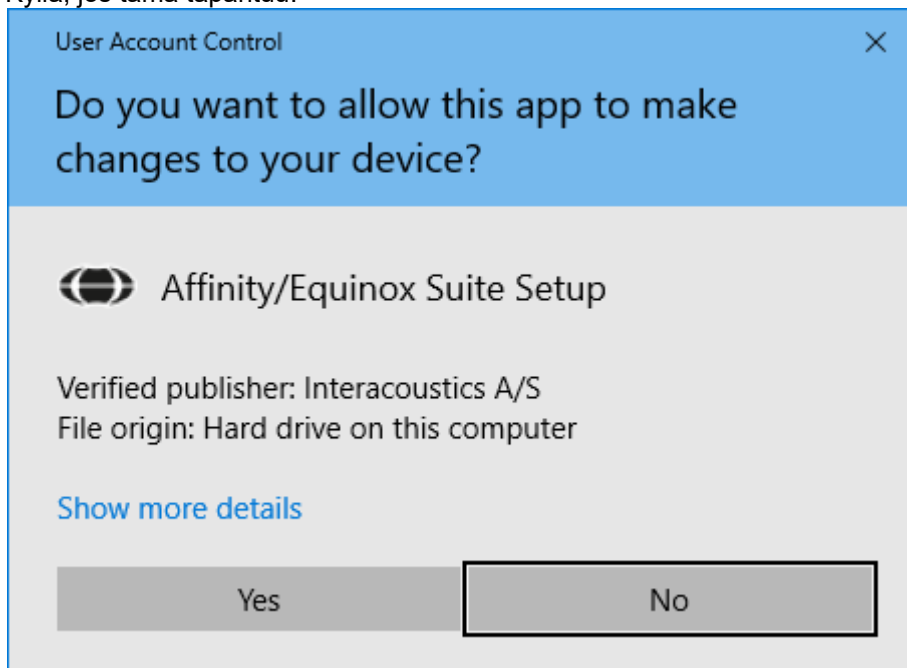 User Account Control
Do you want to allow this app to make
changes to your device?
Affinity/Equinox Suite Setup
Verified publisher: Interacoustics A/S
File origin: Hard drive on this computer
Show more details
Yes
No